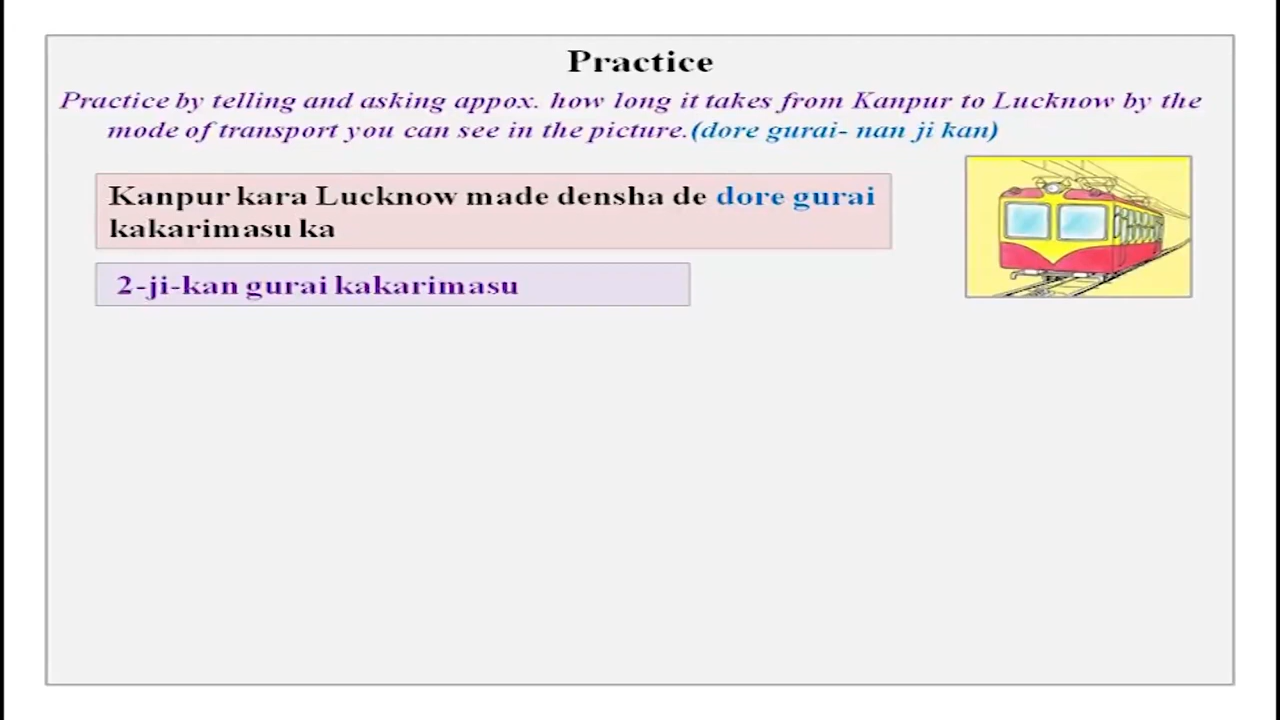 Practice
Practice by telling and asking appox. how long it takes from Kanpur to Lucknow by the
mode of transport you can see in the picture.(dore gurai- nan ji kan)
Kanpur kara Lucknow made densha de dore gurai
kakarimasu ka
2-ji-kan gurai kakarimasu